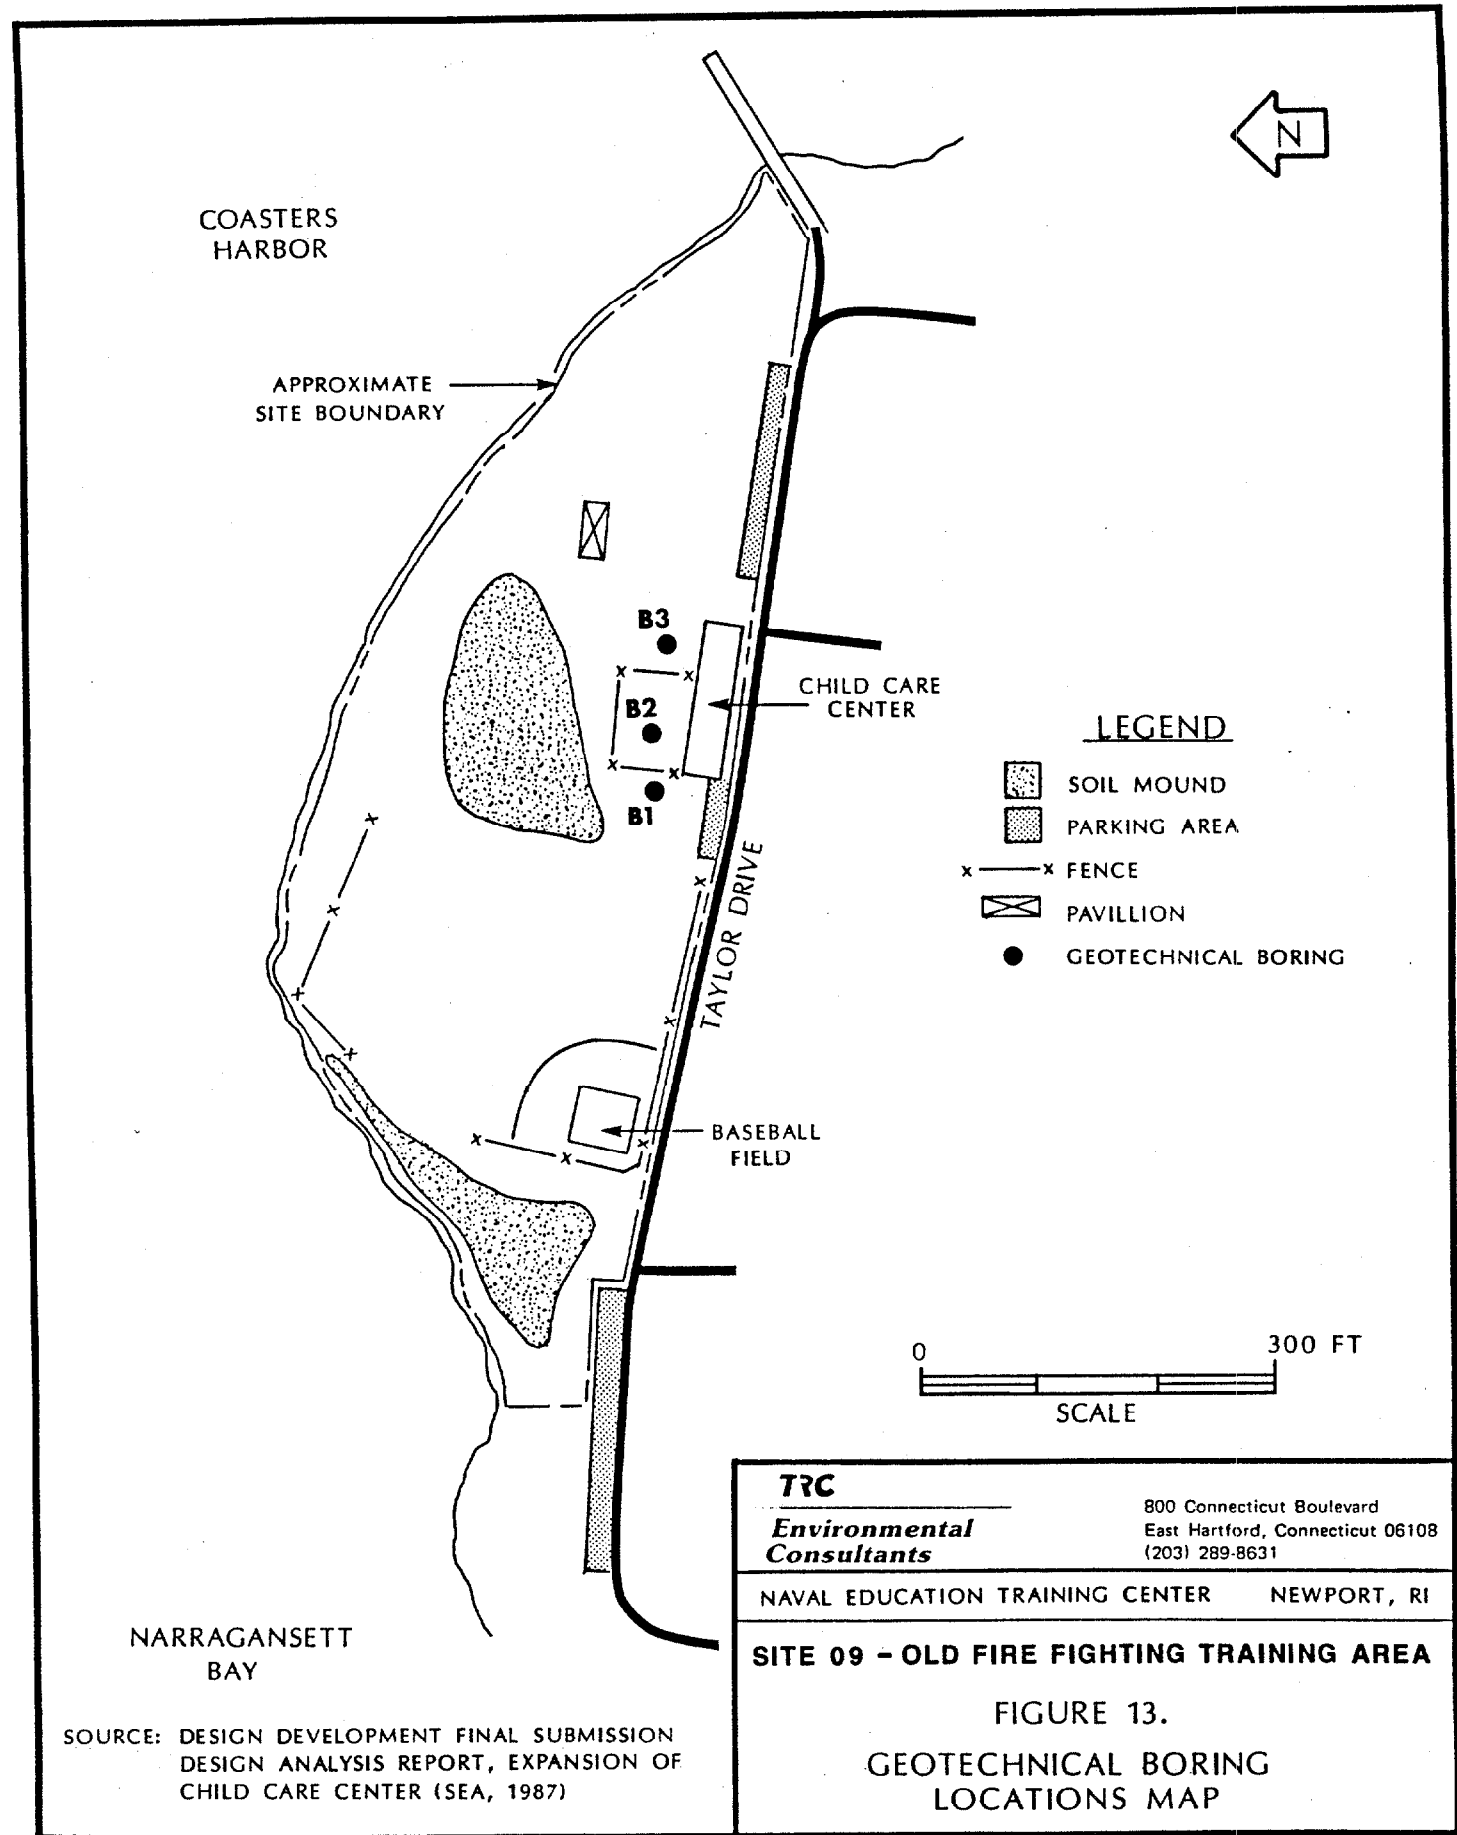 N
COASTERS
HARBOR
APPROXIMATE
SITE BOUNDARY
B3
B2
B1
CHILD CARE
CENTER
TAYLOR DRIVE
LEGEND
SOIL MOUND
PARKING AREA
x x FENCE
PAVILLION
GEOTECHNICAL BORING
BASEBALL
FIELD
0 300 FT
SCALE
NARRAGANSETT
BAY
SOURCE: DESIGN DEVELOPMENT FINAL SUBMISSION
DESIGN ANALYSIS REPORT, EXPANSION OF
CHILD CARE CENTER (SEA, 1987)
TRC
Environmental
Consultants
800 Connecticut Boulevard
East Hartford, Connecticut 06108
(203) 289-8631
NAVAL EDUCATION TRAINING CENTER NEWPORT, RI
SITE 09 - OLD FIRE FIGHTING TRAINING AREA
FIGURE 13.
GEOTECHNICAL BORING
LOCATIONS MAP